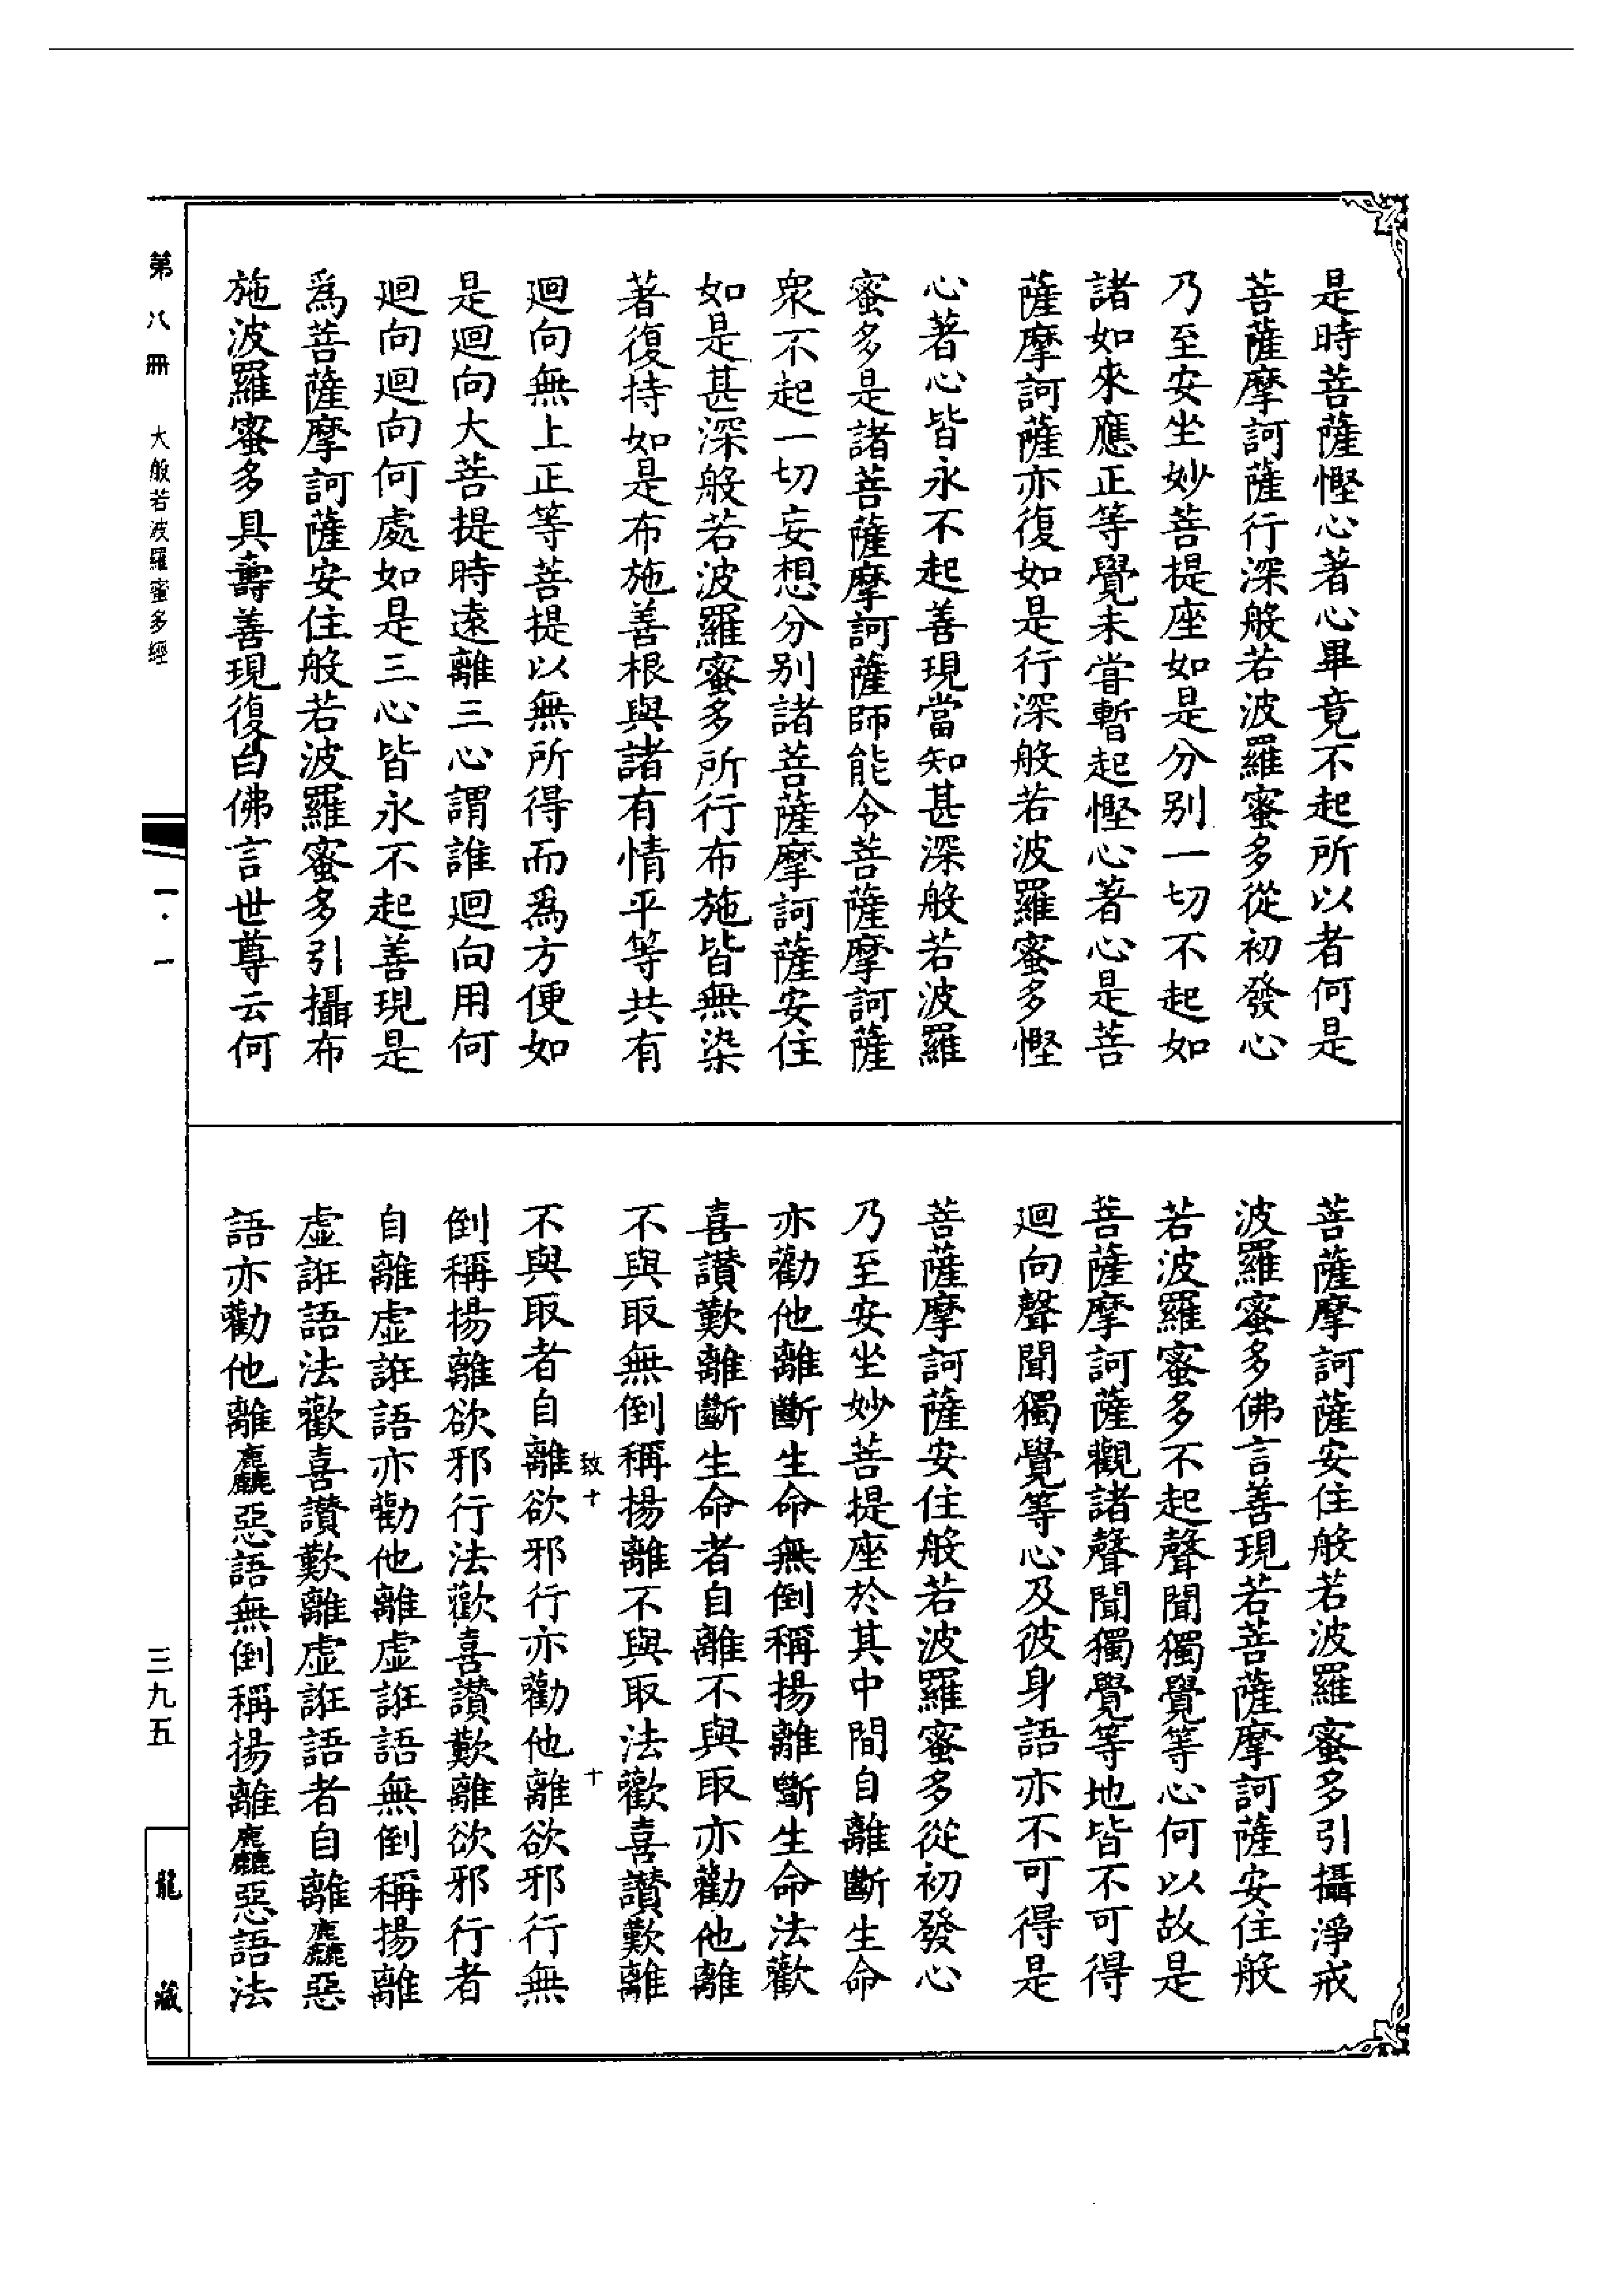 是時菩薩慳心著心畢竟不起所以者何是
菩薩摩訶薩行深般若波羅蜜多從初發心
乃至安坐妙菩提座如是分别一切不起如
諸如來應正等覺未甞暫起慳心著心是菩
薩摩訶薩亦復如是行深般若波羅蜜多慳
心著心皆永不起善現當知甚深般若波羅
蜜多是諸菩薩摩訶薩師能令菩薩摩訶薩
衆不起一切妄想分别諸菩薩摩訶薩安住
如是甚深般若波羅蜜多所行布施皆無染
著復持如是布施善根與諸有情平等共有
迴向無上正等菩提以無所得而爲方便如
是迴向大菩提時遠離三心謂誰迴向用何
迴向迴向何處如是三心皆永不起善現是
爲菩薩摩訶薩安住般若波羅蜜多引攝布
施波羅蜜多具壽善現復白佛言世尊云何
菩薩摩訶薩安住般若波羅蜜多引攝淨戒
波羅蜜多佛言善現若菩薩摩訶薩安住般
若波羅蜜多不起聲聞獨覺等心何以故是
菩薩摩訶薩觀諸聲聞獨覺等地皆不可得
迴向聲聞獨覺等心及彼身語亦不可得是
菩薩摩訶薩安住般若波羅蜜多從初發心
乃至安坐妙菩提座於其中間自離斷生命
亦勸他離斷生命無倒稱揚離斷生命法歡
喜讃歎離斷生命者自離不與取亦勸他離
不與取無倒稱揚離不與取法歡喜讃歎離
致十
十
不與取者自離欲邪行亦勸他離欲邪行無
倒稱揚離欲邪行法歡喜讃歎離欲邪行者
自離虛誑語亦勸他離虛誑語無倒稱揚離
虛誑語法歡喜讃歎離虛誑語者自離麤惡
語亦勸他離麤惡語無倒稱揚離麤惡語法
第八冊
大般若波羅蜜多經
一·一
三九五
龍藏